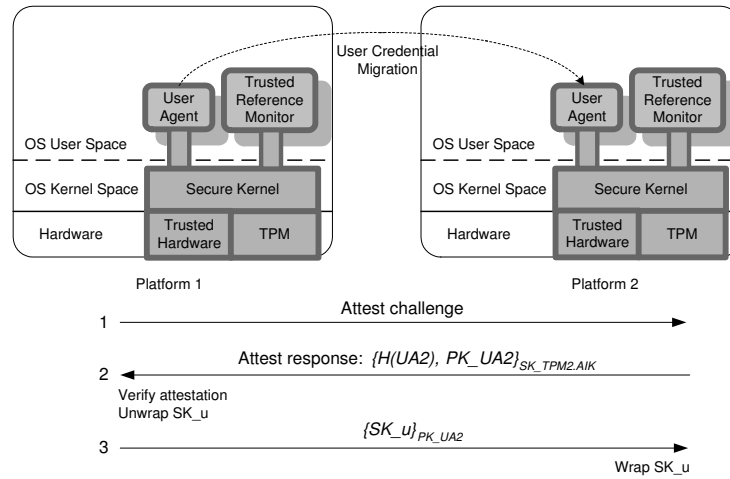 User Credential
Migration
User
Agent
Trusted
Reference
Monitor
OS User Space
OS Kernel Space
Secure Kernel
Hardware
Trusted
Hardware
TPM
Platform 1
User
Agent
Trusted
Reference
Monitor
OS User Space
OS Kernel Space
Secure Kernel
Hardware
Trusted
Hardware
TPM
Platform 2
1
Attest challenge
2
Attest response: {H(UA2), PK_UA2}SK_TPM2.AIK
Verify attestation
Unwrap SK_u
3
{SK_u}PK_UA2
Wrap SK_u